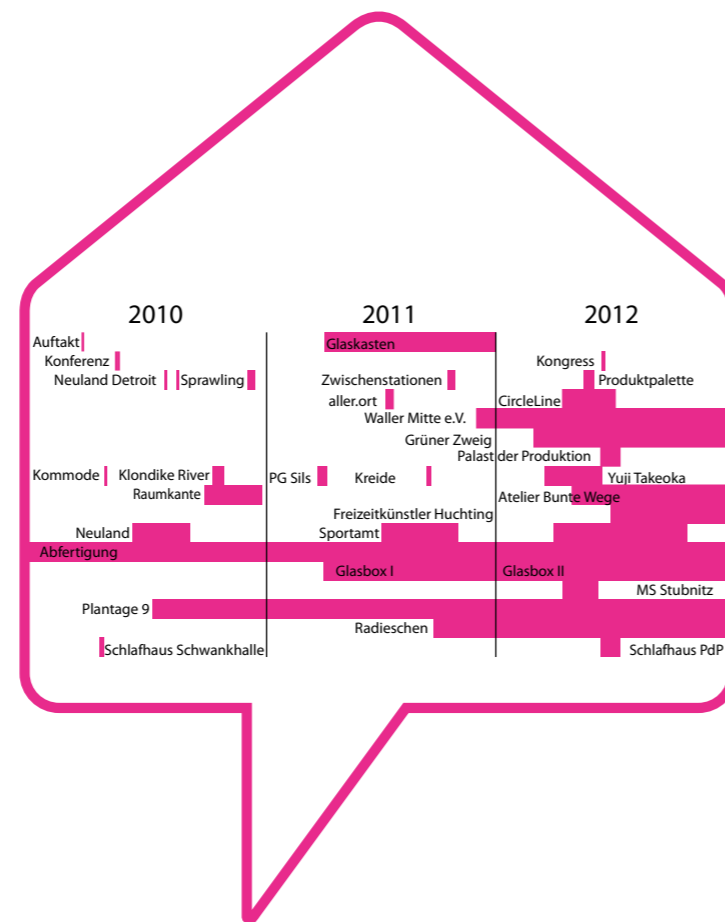 2010 2011 2012
Auftakt Glaskasten
Konferenz Kongress
Neuland Detroit Sprawling Zwischenstationen Produktpalette
aller.ort CircleLine
Waller Mitte e.V.
Grüner Zweig
Palast der Produktion
Kommode Klondike River PG Sils Kreide Yuji Takeoka
Raumkante Atelier Bunte Wege
Freizeitkünstler Huchting
Neuland Sportamt
Abfertigung
Glasbox I Glasbox II
MS Stubnitz
Plantage 9
Radieschen
Schlafhaus Schwankhalle Schlafhaus PdP